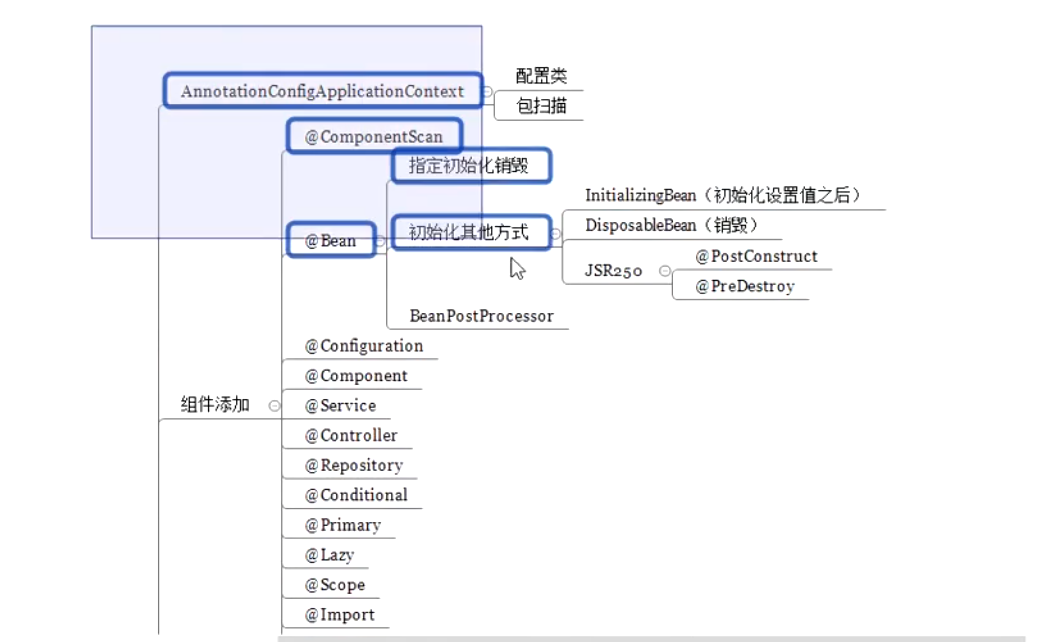 配置类
AnnotationConfigApplicationContext
包扫描
@ComponentScan
指定初始化销毁
InitializingBean（初始化设置值之后）
DisposableBean（销毁）
初始化其他方式
@Bean
@PostConstruct
JSR250
@PreDestroy
BeanPostProcessor
@Configuration
@Component
组件添加
@Service
@Controller
@Repository
@Conditional
@Primary
@Lazy
@Scope
@Import